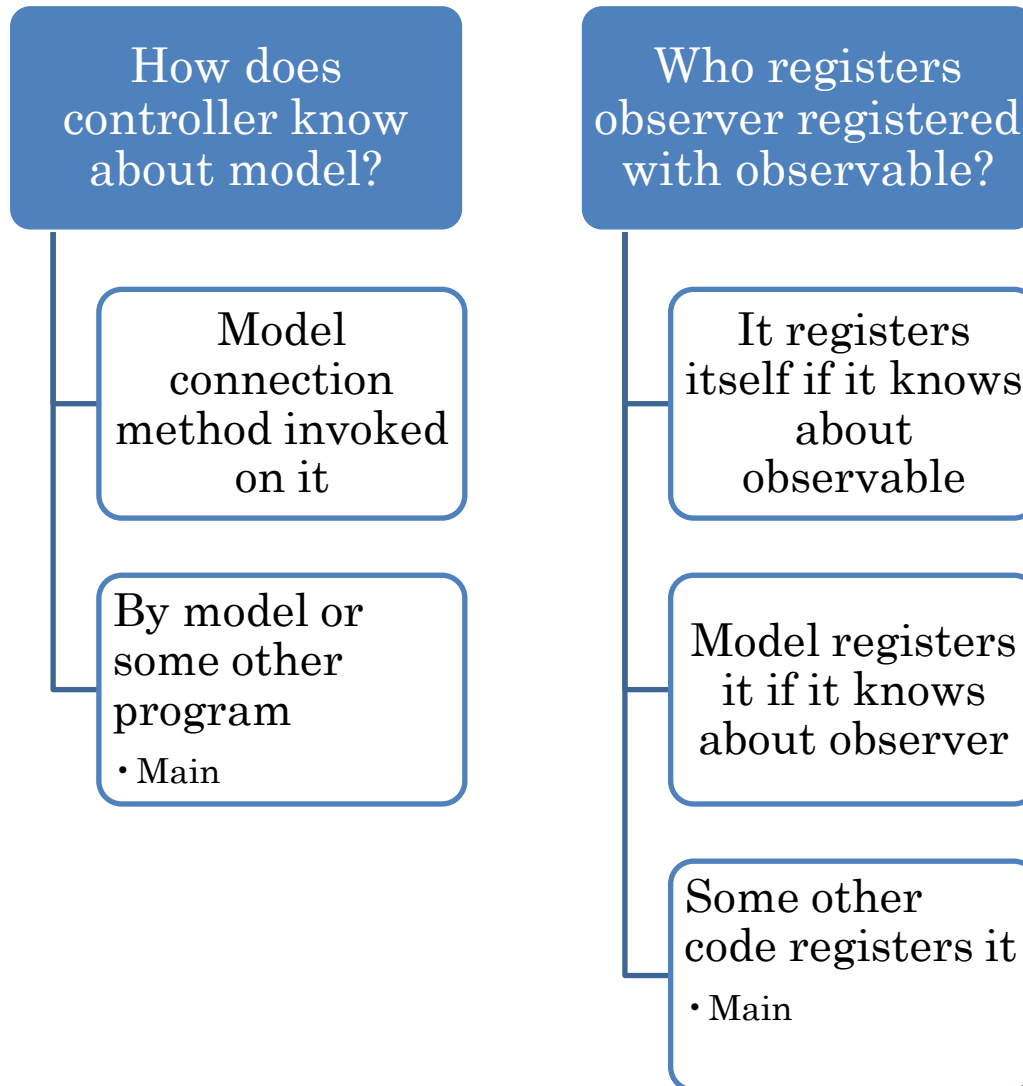 How does
controller know
about model?
Model
connection
method invoked
on it
By model or
some other
program
• Main
Who registers
observer registered
with observable?
It registers
itself if it knows
about
observable
Model registers
it if it knows
about observer
Some other
code registers it
• Main